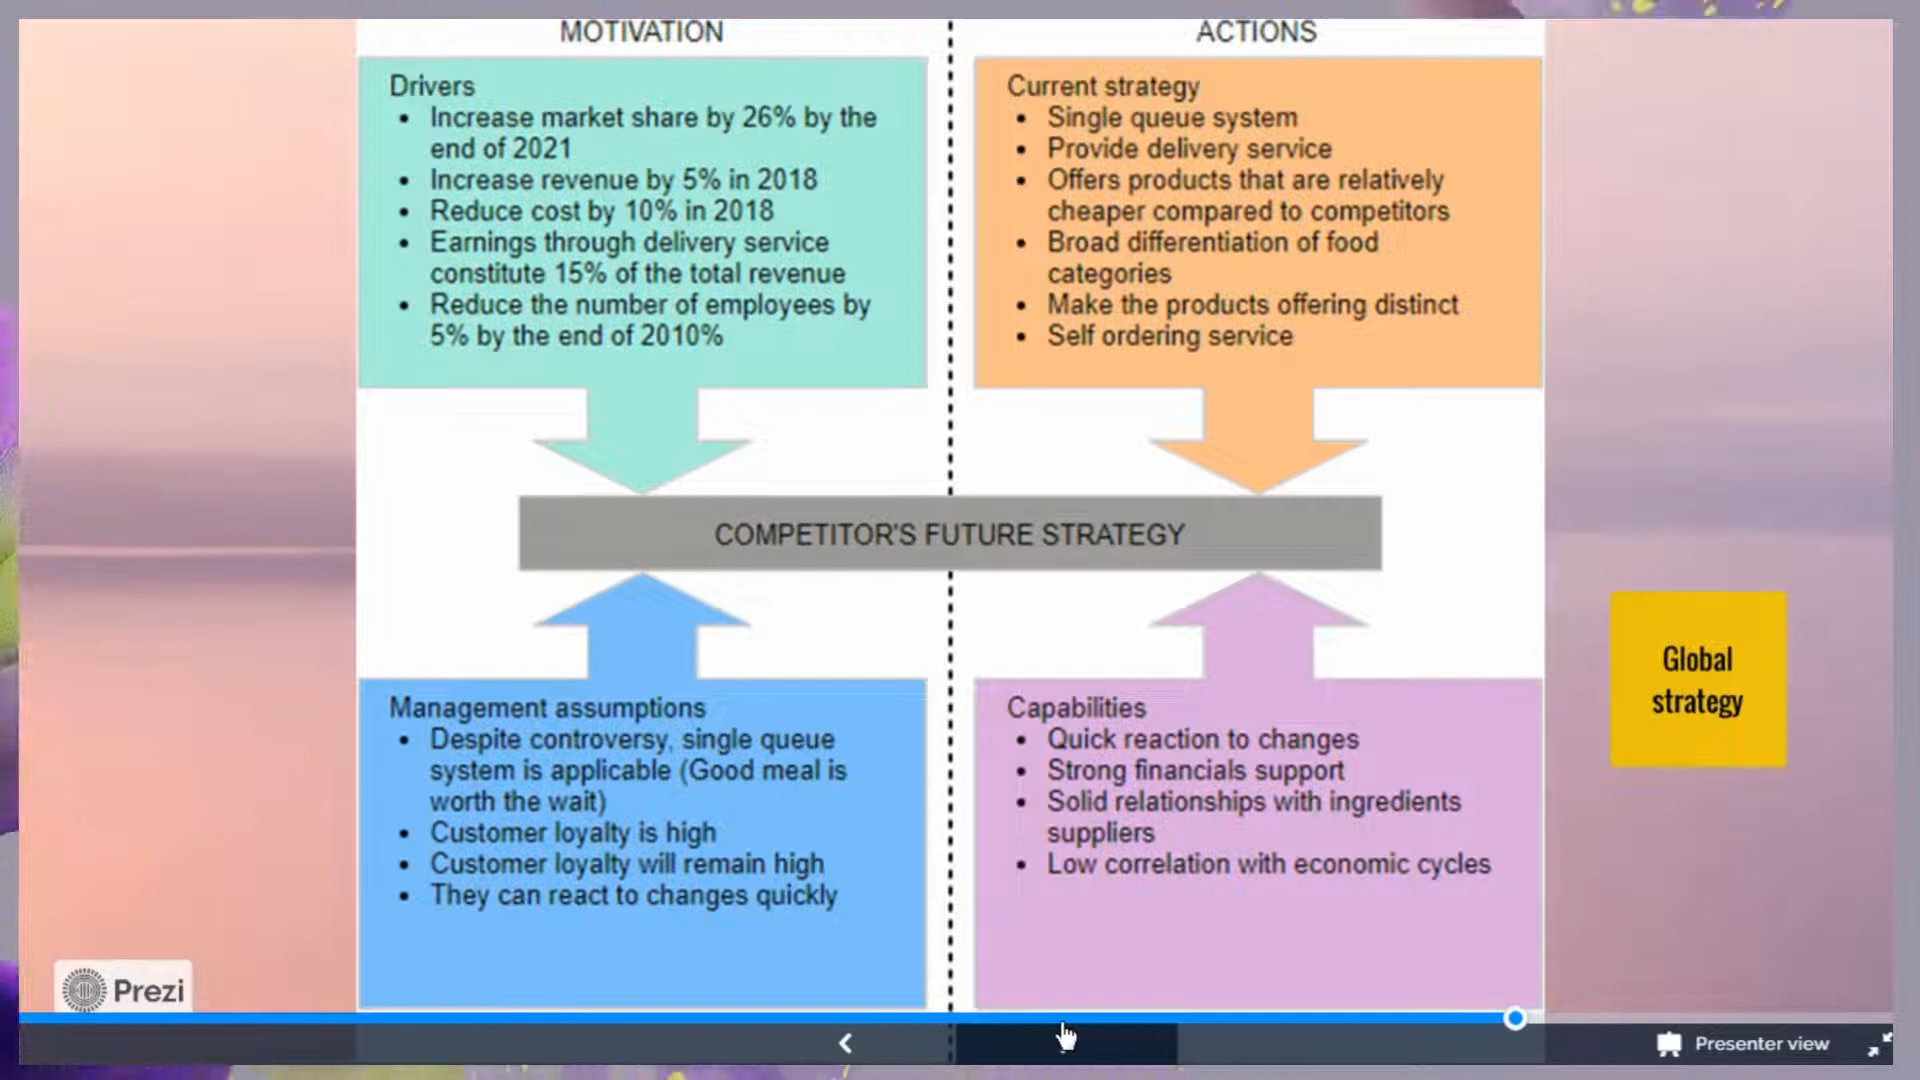 MOTIVATION
ACTIONS
Drivers
• Increase market share by 26% by the
end of 2021
• Increase revenue by 5% in 2018
• Reduce cost by 10% in 2018
• Earnings through delivery service
constitute 15% of the total revenue
• Reduce the number of employees by
5% by the end of 2010%
Current strategy
• Single queue system
• Provide delivery service
• Offers products that are relatively
cheaper compared to competitors
• Broad differentiation of food
categories
• Make the products offering distinct
• Self ordering service
COMPETITOR'S FUTURE STRATEGY
Management assumptions
• Despite controversy, single queue
system is applicable (Good meal is
worth the wait)
• Customer loyalty is high
• Customer loyalty will remain high
• They can react to changes quickly
Capabilities
• Quick reaction to changes
• Strong financials support
• Solid relationships with ingredients
suppliers
• Low correlation with economic cycles
Global
strategy
Prezi
Presenter view